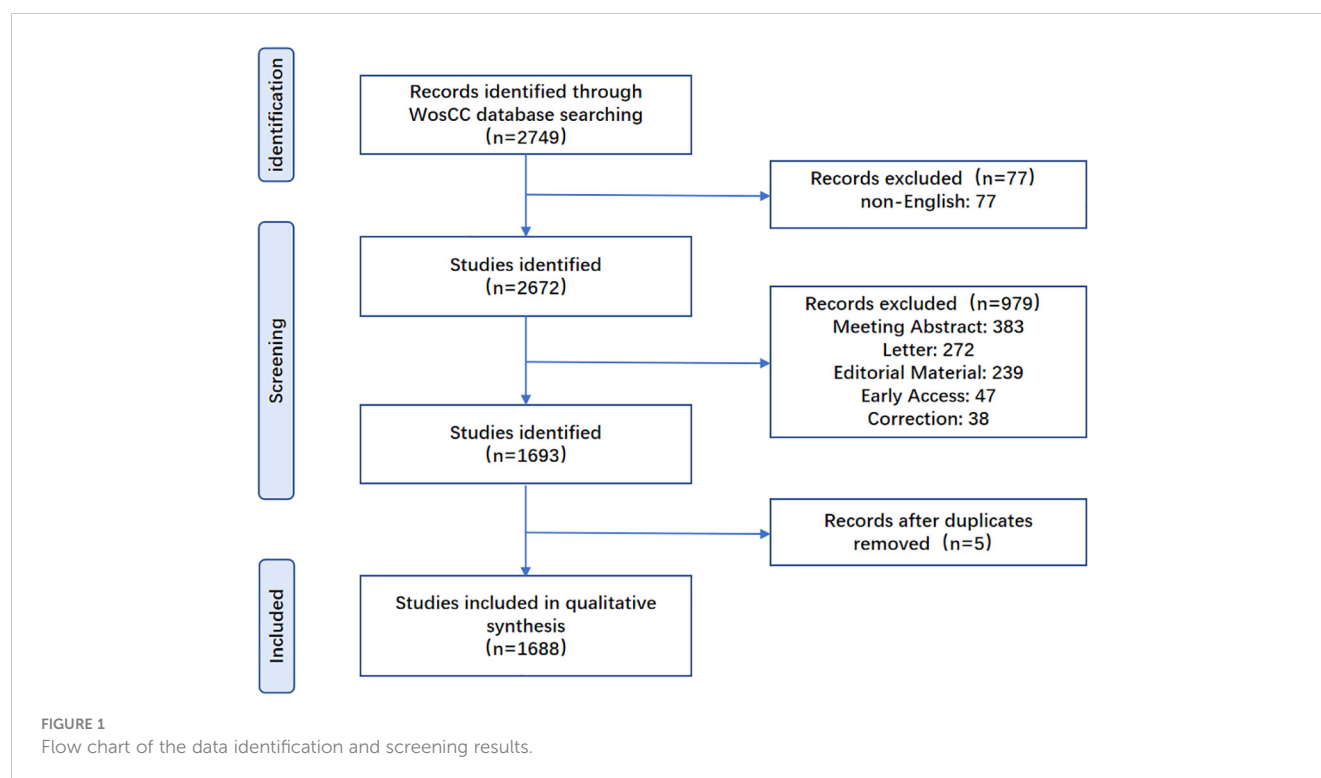 identification
Records identified through
WosCC database searching
(n=2749)
Records excluded (n=77)
non-English: 77
Screening
Studies identified
(n=2672)
Records excluded (n=979)
Meeting Abstract: 383
Letter: 272
Editorial Material: 239
Early Access: 47
Correction: 38
Studies identified
(n=1693)
Records after duplicates
removed (n=5)
Included
Studies included in qualitative
synthesis
(n=1688)
FIGURE 1
Flow chart of the data identification and screening results.